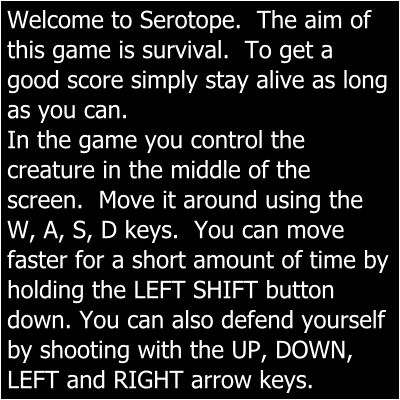 Welcome to Serotope.  The aim of
this game is survival.  To get a
good score simply stay alive as long
as you can.
In the game you control the
creature in the middle of the
screen.  Move it around using the
W, A, S, D keys.  You can move
faster for a short amount of time by
holding the LEFT SHIFT button
down. You can also defend yourself
by shooting with the UP, DOWN,
LEFT and RIGHT arrow keys.